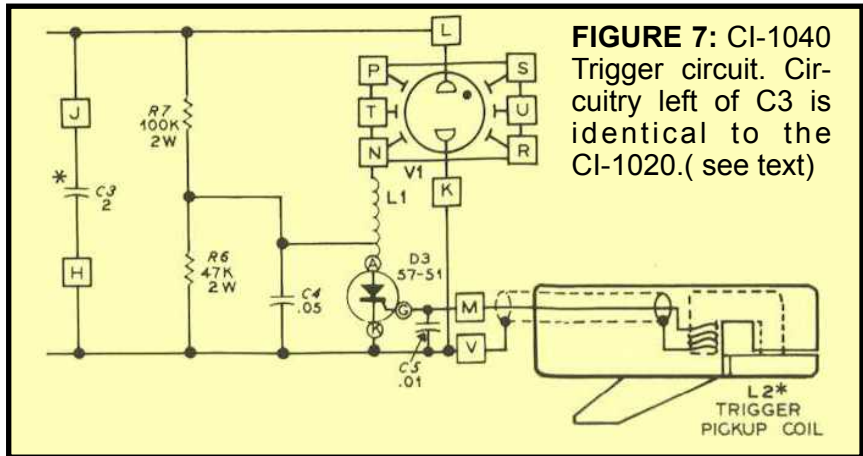 FIGURE 7: CI-1040
Trigger circuit. Cir-
cuitry left of C3 is
identical to the
CI-1020.( see text)
L
P
S
J
R7
100K
2W
T
U
N
R
V1
*
C3
2
L1
K
H
R6
47K
2W
A
D3
57-51
C4
.05
G
M
K
V
C5
.01
L2*
TRIGGER
PICKUP COIL